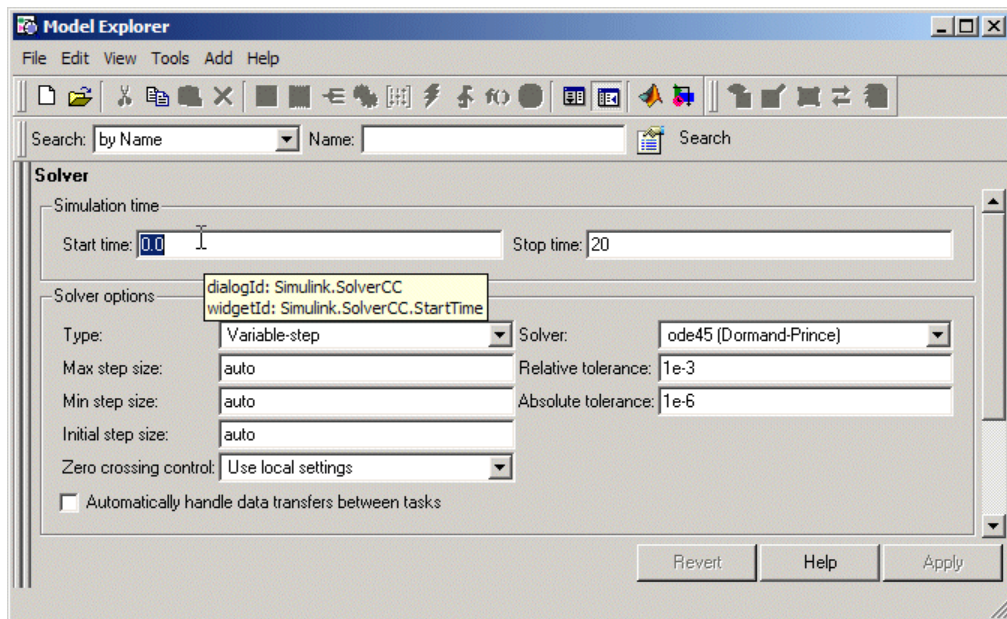 Model Explorer
File Edit View Tools Add Help
Search: by Name Name: Search
Solver
Simulation time
Start time: 0.0 Stop time: 20
dialogId: Simulink.SolverCC
widgetId: Simulink.SolverCC.StartTime
Solver options
Type: Variable-step Solver: ode45 (Dormand-Prince)
Max step size: auto Relative tolerance: 1e-3
Min step size: auto Absolute tolerance: 1e-6
Initial step size: auto
Zero crossing control: Use local settings
Automatically handle data transfers between tasks
Revert Help Apply